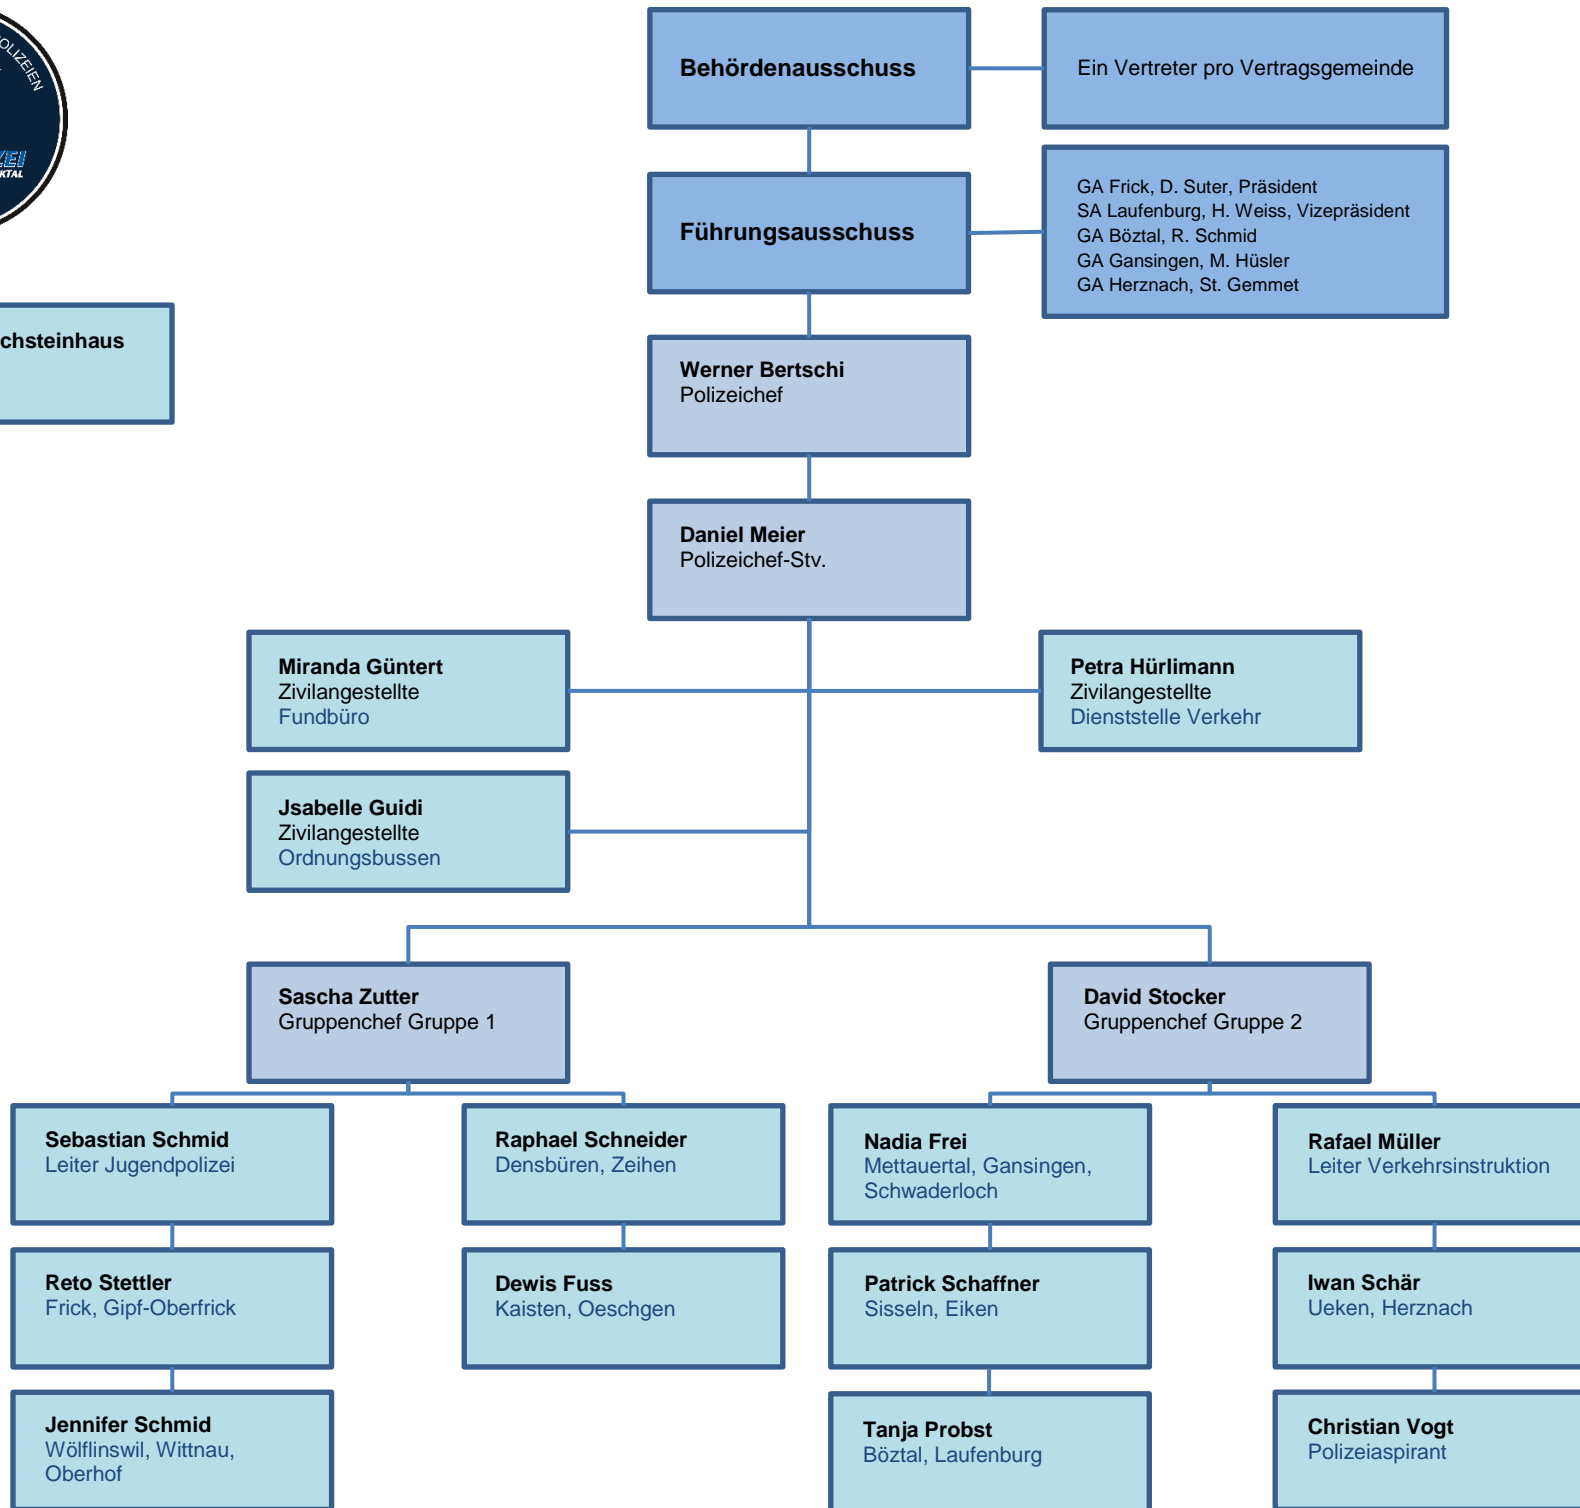 POLIZEIEN
Behördenausschuss
Ein Vertreter pro Vertragsgemeinde
Führungsausschuss
GA Frick, D. Suter, Präsident
SA Laufenburg, H. Weiss, Vizepräsident
GA Böztal, R. Schmid
GA Gansingen, M. Hüsler
GA Herznach, St. Gemmet
chsteinhaus
Werner Bertschi
Polizeichef
Daniel Meier
Polizeichef-Stv.
Miranda Güntert
Zivilangestellte
Fundbüro
Petra Hürlimann
Zivilangestellte
Dienststelle Verkehr
Jsabelle Guidi
Zivilangestellte
Ordnungsbussen
Sascha Zutter
Gruppenchef Gruppe 1
David Stocker
Gruppenchef Gruppe 2
Sebastian Schmid
Leiter Jugendpolizei
Raphael Schneider
Densbüren, Zeihen
Nadia Frei
Mettauertal, Gansingen,
Schwaderloch
Rafael Müller
Leiter Verkehrsinstruktion
Reto Stettler
Frick, Gipf-Oberfrick
Dewis Fuss
Kaisten, Oeschgen
Patrick Schaffner
Sisseln, Eiken
Iwan Schär
Ueken, Herznach
Jennifer Schmid
Wölflinswil, Wittnau,
Oberhof
Tanja Probst
Böztal, Laufenburg
Christian Vogt
Polizeiaspirant